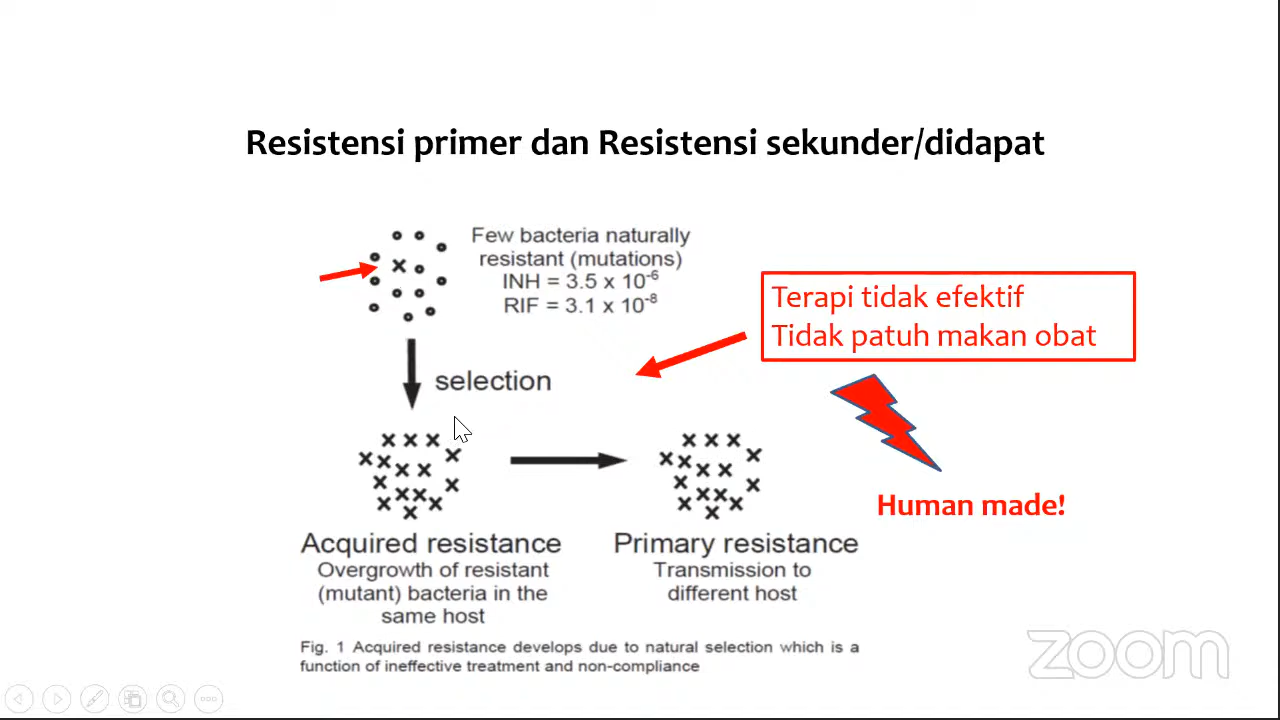 Resistensi primer dan Resistensi sekunder/didapat
Few bacteria naturally
resistant (mutations)
INH = 3.5 x 10⁻⁶
RIF = 3.1 x 10⁻⁸
Terapi tidak efektif
Tidak patuh makan obat
selection
Human made!
Acquired resistance
Overgrowth of resistant
(mutant) bacteria in the
same host
Primary resistance
Transmission to
different host
Fig. 1 Acquired resistance develops due to natural selection which is a
function of ineffective treatment and non-compliance
zoom